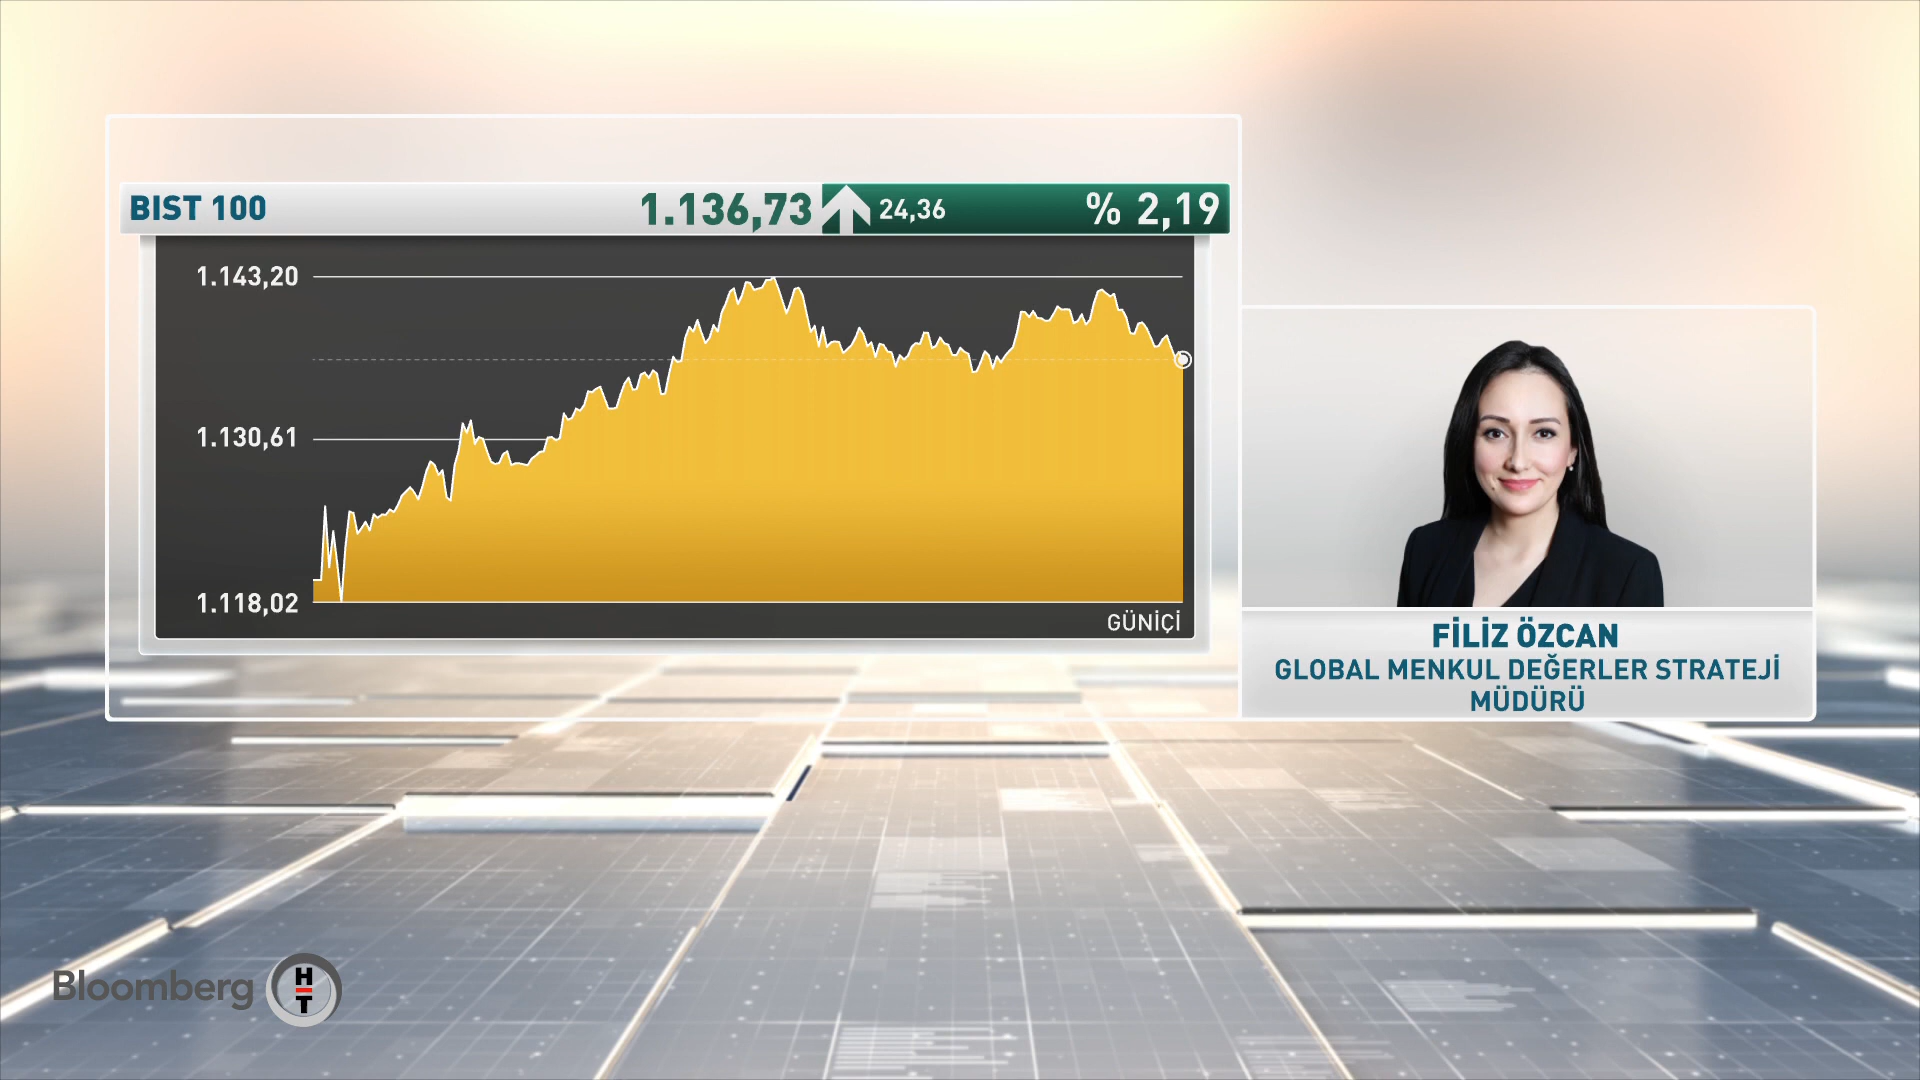 BIST 100 1.136,73 24,36 % 2,19
1.143,20
1.130,61
1.118,02
GÜNİÇİ
FİLİZ ÖZCAN
GLOBAL MENKUL DEĞERLER STRATEJİ
MÜDÜRÜ
Bloomberg HT